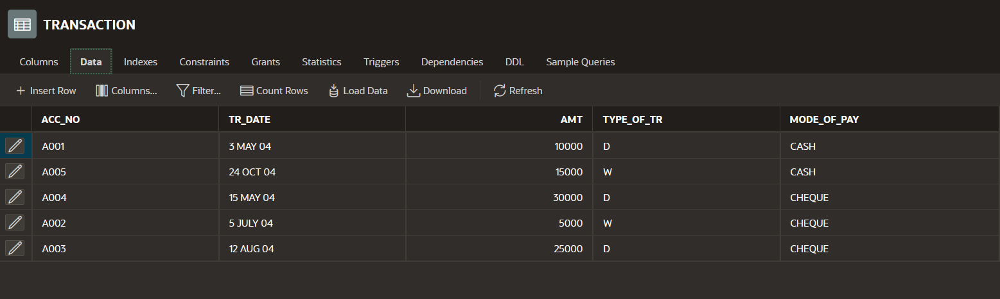 TRANSACTION
Columns Data Indexes Constraints Grants Statistics Triggers Dependencies DDL Sample Queries
+ Insert Row Columns... Filter... Count Rows Load Data Download Refresh
ACC_NO TR_DATE AMT TYPE_OF_TR MODE_OF_PAY
A001 3 MAY 04 10000 D CASH
A005 24 OCT 04 15000 W CASH
A004 15 MAY 04 30000 D CHEQUE
A002 5 JULY 04 5000 W CHEQUE
A003 12 AUG 04 25000 D CHEQUE